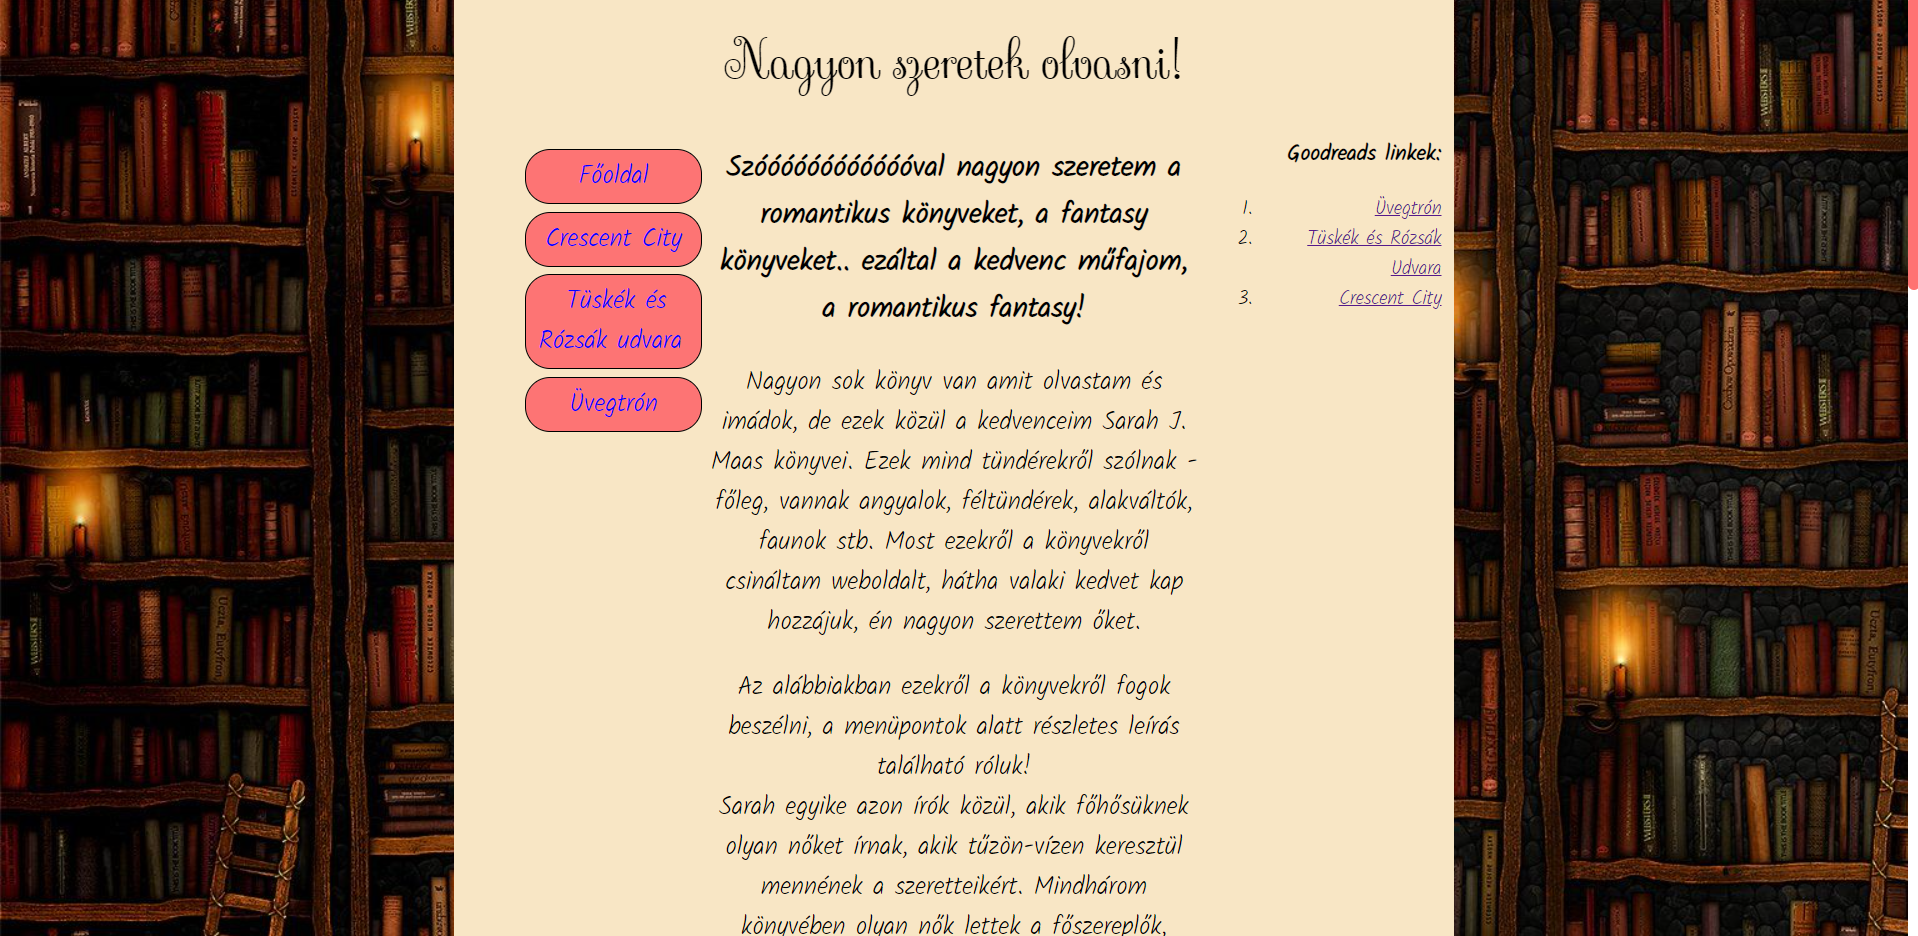 Nagyon szeretek olvasni!
Főoldal
Crescent City
Tüskék és
Rózsák udvara
Üvegtrón
Szóóóóóóóóóóóóval nagyon szeretem a
romantikus könyveket, a fantasy
könyveket.. ezáltal a kedvenc műfajom,
a romantikus fantasy!
Nagyon sok könyv van amit olvastam és
imádok, de ezek közül a kedvenceim Sarah J.
Maas könyvei. Ezek mind tündérekről szólnak -
főleg, vannak angyalok, féltündérek, alakváltók,
faunok stb. Most ezekről a könyvekről
csináltam weboldalt, hátha valaki kedvet kap
hozzájuk, én nagyon szerettem őket.
Az alábbiakban ezekről a könyvekről fogok
beszélni, a menüpontok alatt részletes leírás
található róluk!
Sarah egyike azon írók közül, akik főhősüknek
olyan nőket írnak, akik tűzön-vízen keresztül
mennének a szeretteikért. Mindhárom
könyvében olyan nők lettek a főszereplők,
Goodreads linkek:
1. Üvegtrón
2. Tüskék és Rózsák
Udvara
3. Crescent City